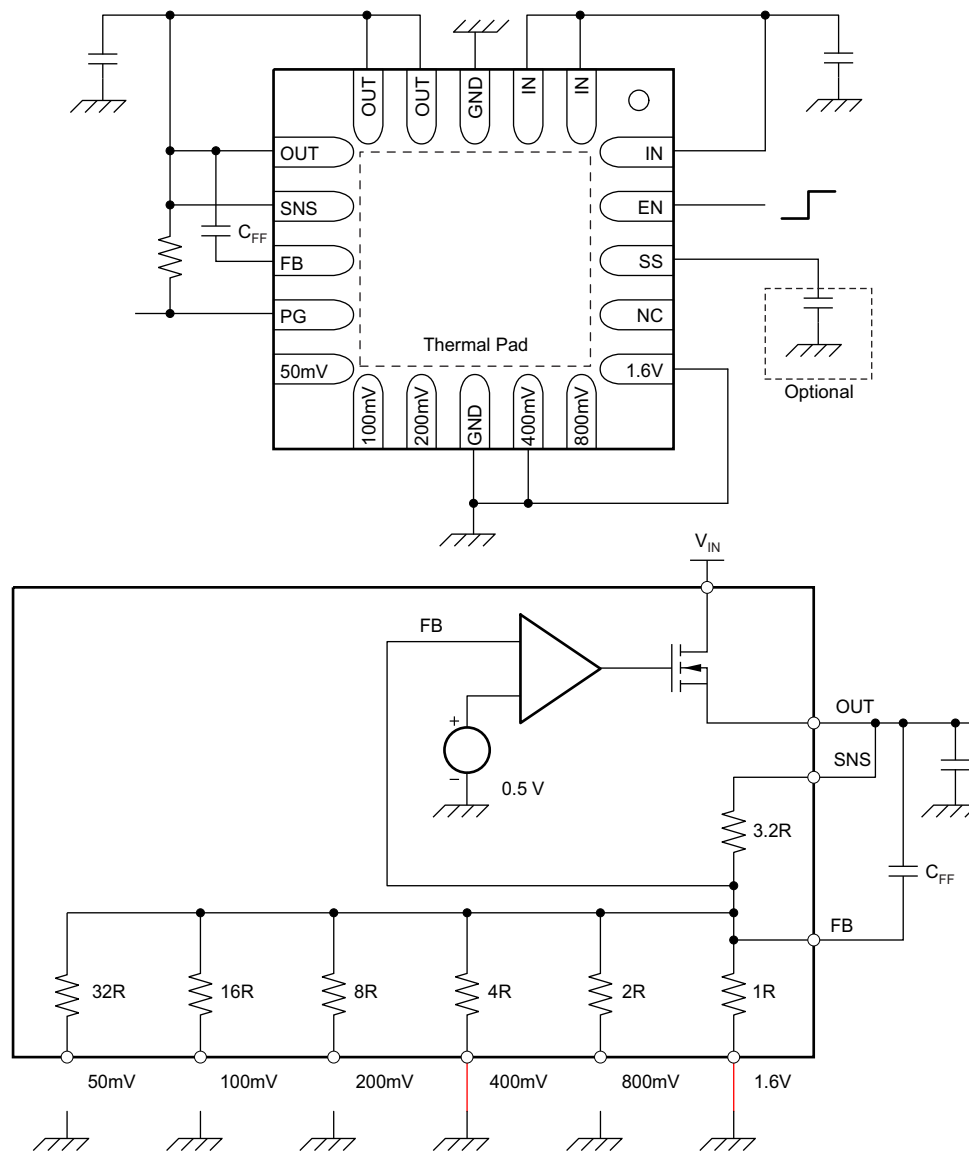 OUT
OUT
GND
IN
IN
OUT
IN
SNS
EN
C_FF
FB
SS
PG
NC
Thermal Pad
50mV
1.6V
Optional
100mV
200mV
GND
400mV
800mV
V_IN
FB
OUT
+
SNS
−
0.5 V
3.2R
C_FF
FB
32R
16R
8R
4R
2R
1R
50mV
100mV
200mV
400mV
800mV
1.6V